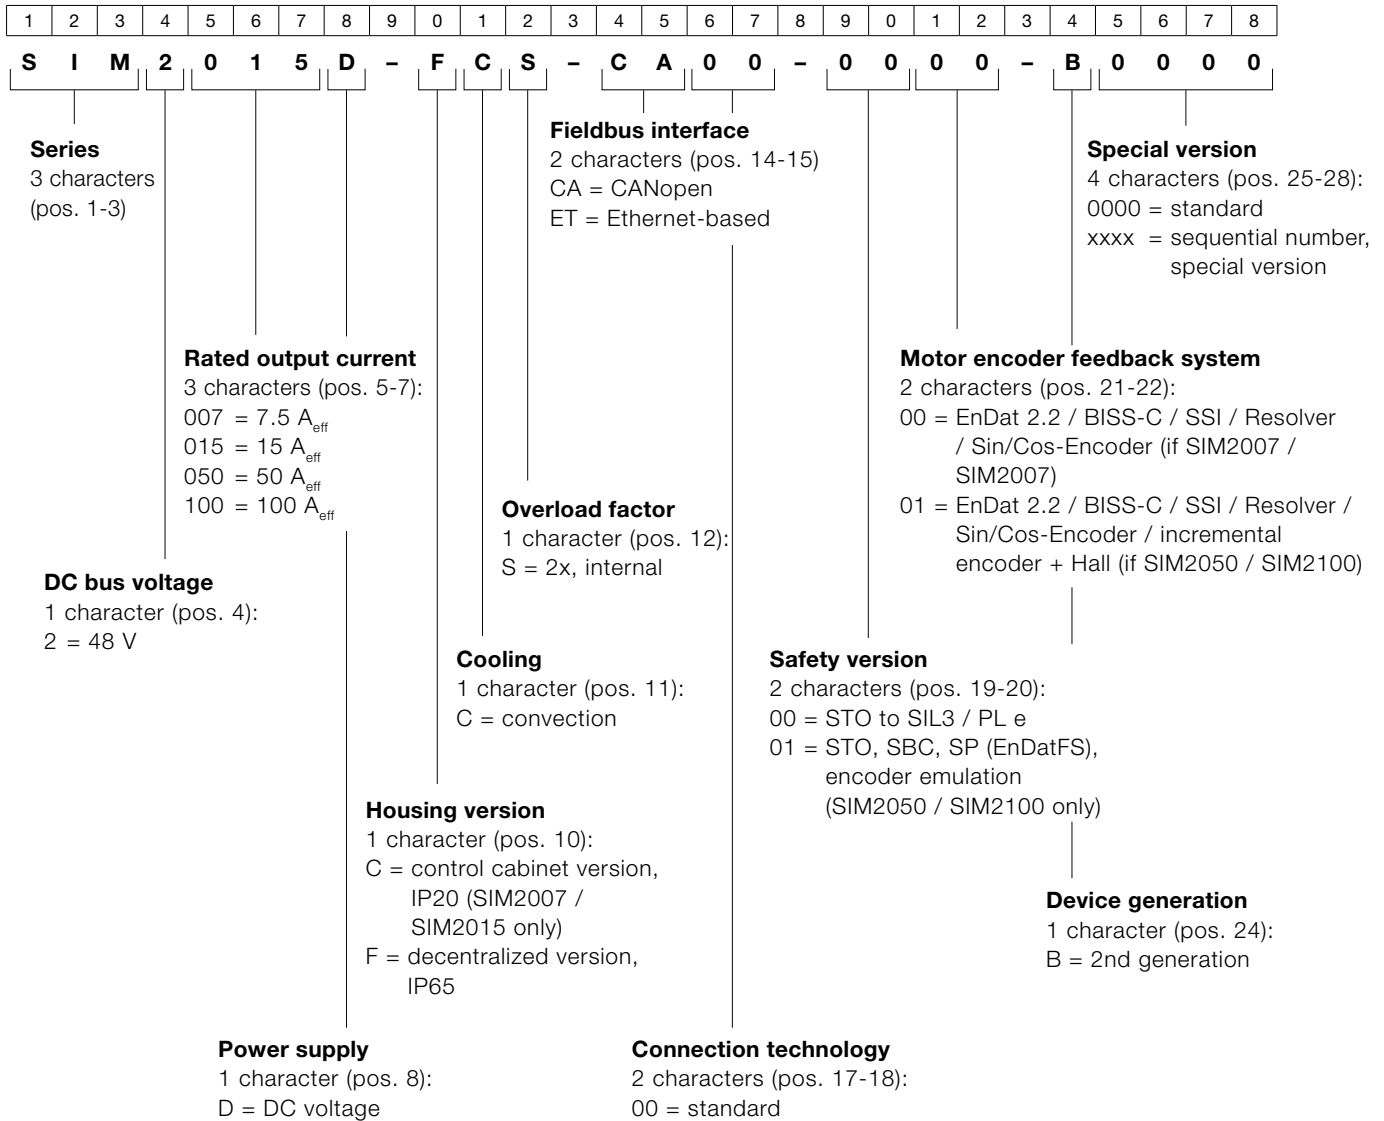 1 2 3 4 5 6 7 8 9 0 1 2 3 4 5 6 7 8 9 0 1 2 3 4 5 6 7 8
S I M 2 0 1 5 D – F C S – C A 0 0 – 0 0 0 0 – B 0 0 0 0
Series
3 characters
(pos. 1-3)
Fieldbus interface
2 characters (pos. 14-15)
CA = CANopen
ET = Ethernet-based
Special version
4 characters (pos. 25-28):
0000 = standard
xxxx = sequential number,
special version
Rated output current
3 characters (pos. 5-7):
007 = 7.5 Aeff
015 = 15 Aeff
050 = 50 Aeff
100 = 100 Aeff
Motor encoder feedback system
2 characters (pos. 21-22):
00 = EnDat 2.2 / BISS-C / SSI / Resolver
/ Sin/Cos-Encoder (if SIM2007 /
SIM2007)
01 = EnDat 2.2 / BISS-C / SSI / Resolver /
Sin/Cos-Encoder / incremental
encoder + Hall (if SIM2050 / SIM2100)
Overload factor
1 character (pos. 12):
S = 2x, internal
DC bus voltage
1 character (pos. 4):
2 = 48 V
Cooling
1 character (pos. 11):
C = convection
Safety version
2 characters (pos. 19-20):
00 = STO to SIL3 / PL e
01 = STO, SBC, SP (EnDatFS),
encoder emulation
(SIM2050 / SIM2100 only)
Housing version
1 character (pos. 10):
C = control cabinet version,
IP20 (SIM2007 /
SIM2015 only)
F = decentralized version,
IP65
Device generation
1 character (pos. 24):
B = 2nd generation
Power supply
1 character (pos. 8):
D = DC voltage
Connection technology
2 characters (pos. 17-18):
00 = standard